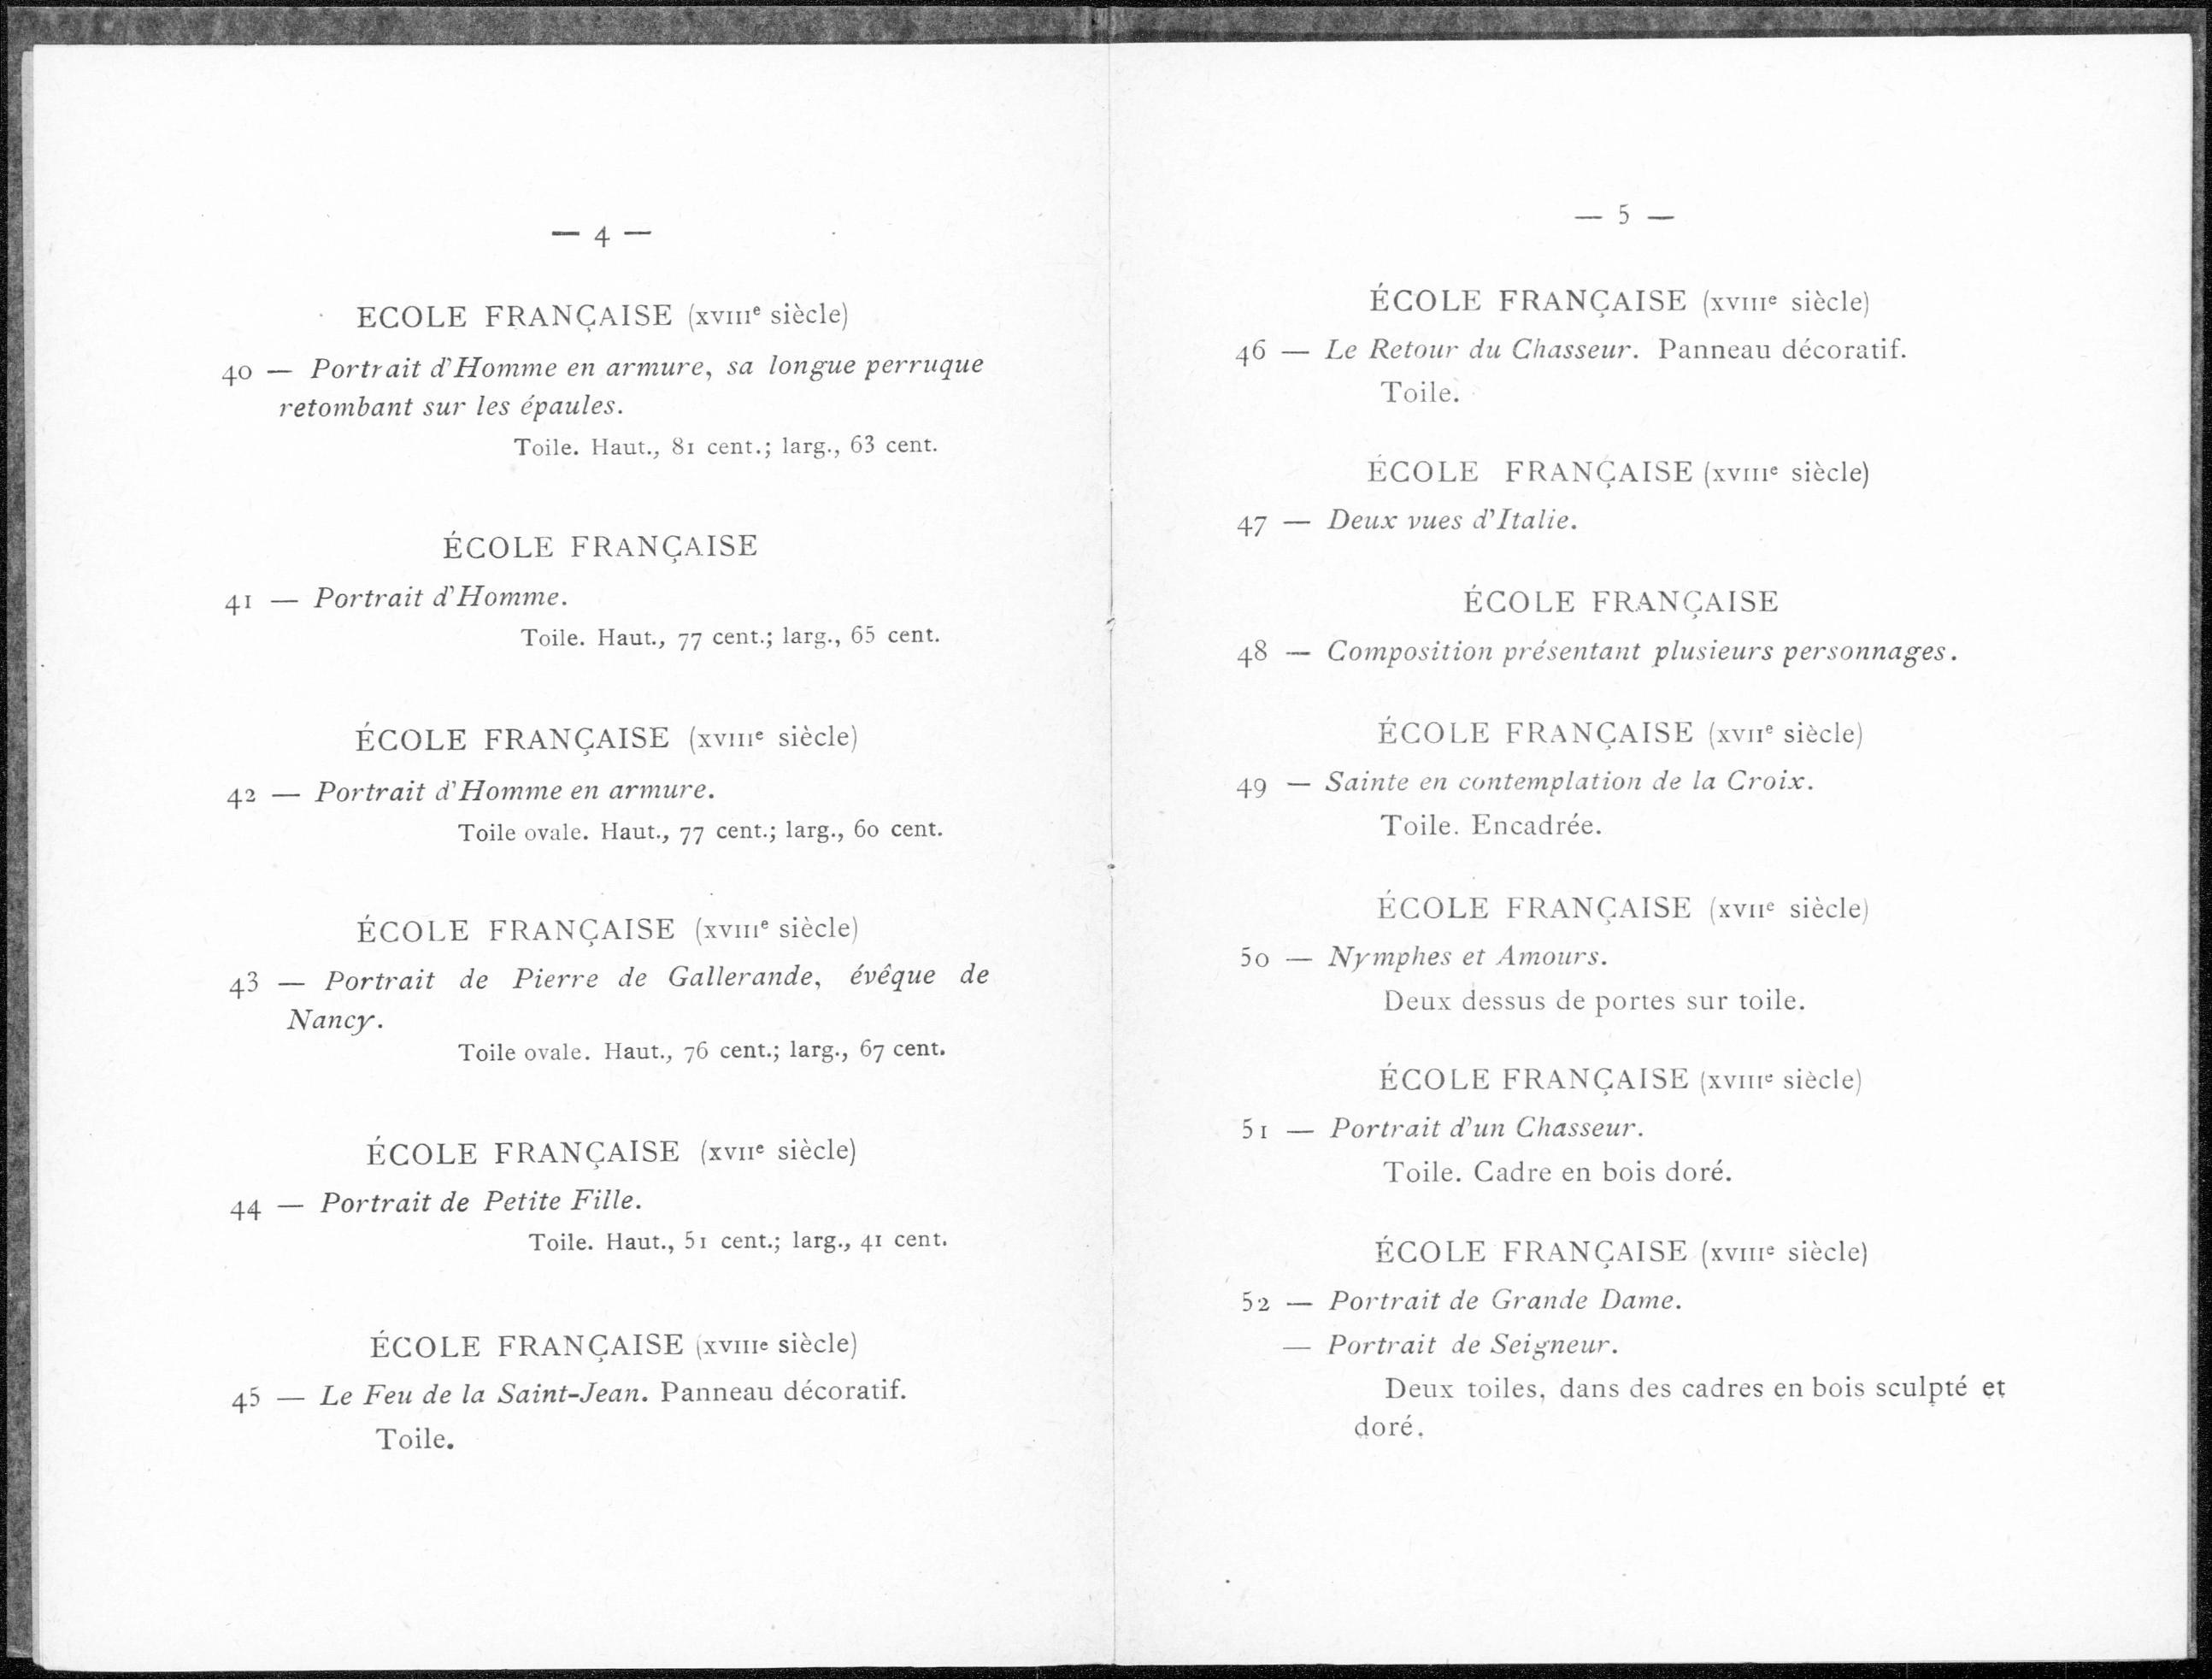 — 4 —
ECOLE FRANÇAISE (XVIIIe siècle)
40 — Portrait d'Homme en armure, sa longue perruque
retombant sur les épaules.
Toile. Haut., 81 cent.; larg., 63 cent.
ÉCOLE FRANÇAISE
41 — Portrait d'Homme.
Toile. Haut., 77 cent.; larg., 65 cent.
ÉCOLE FRANÇAISE (XVIIIe siècle)
42 — Portrait d'Homme en armure.
Toile ovale. Haut., 77 cent.; larg., 60 cent.
ÉCOLE FRANÇAISE (XVIIIe siècle)
43 — Portrait de Pierre de Gallerande, évêque de
Nancy.
Toile ovale. Haut., 76 cent.; larg., 67 cent.
ÉCOLE FRANÇAISE (XVIIe siècle)
44 — Portrait de Petite Fille.
Toile. Haut., 51 cent.; larg., 41 cent.
ÉCOLE FRANÇAISE (XVIIIe siècle)
45 — Le Feu de la Saint-Jean. Panneau décoratif.
Toile.
— 5 —
ÉCOLE FRANÇAISE (XVIIIe siècle)
46 — Le Retour du Chasseur. Panneau décoratif.
Toile.
ÉCOLE FRANÇAISE (XVIIIe siècle)
47 — Deux vues d'Italie.
ÉCOLE FRANÇAISE
48 — Composition présentant plusieurs personnages.
ÉCOLE FRANÇAISE (XVIIe siècle)
49 — Sainte en contemplation de la Croix.
Toile. Encadrée.
ÉCOLE FRANÇAISE (XVIIe siècle)
50 — Nymphes et Amours.
Deux dessus de portes sur toile.
ÉCOLE FRANÇAISE (XVIIIe siècle)
51 — Portrait d'un Chasseur.
Toile. Cadre en bois doré.
ÉCOLE FRANÇAISE (XVIIIe siècle)
52 — Portrait de Grande Dame.
— Portrait de Seigneur.
Deux toiles, dans des cadres en bois sculpté et
doré.